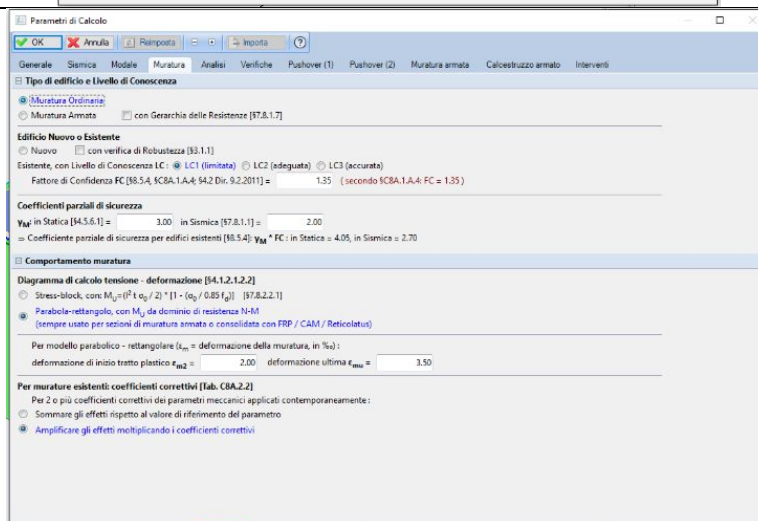 Parametri di Calcolo
OK Annulla Reimposta Importa ?
Generale Sismica Modale Muratura Analisi Verifiche Pushover (1) Pushover (2) Muratura armata Calcestruzzo armato Interventi
Tipo di edificio e Livello di Conoscenza
Muratura Ordinaria
Muratura Armata con Gerarchia delle Resistenze [§7.8.1.7]
Edificio Nuovo o Esistente
Nuovo con verifica di Robustezza [§3.1.1]
Esistente, con Livello di Conoscenza LC: LC1 (limitata) LC2 (adeguata) LC3 (accurata)
Fattore di Confidenza FC [§8.5.4, §C8A.1.A.4; §4.2 Dir. 9.2.2011] = 1.35 (secondo §C8A.1.A.4: FC = 1.35)
Coefficienti parziali di sicurezza
γM: in Statica [§4.5.6.1] = 3.00 in Sismica [§7.8.1.1] = 2.00
= Coefficiente parziale di sicurezza per edifici esistenti [§8.5.4]: γM * FC : in Statica = 4.05, in Sismica = 2.70
Comportamento muratura
Diagramma di calcolo tensione - deformazione [§4.1.2.1.2.2]
Stress-block, con: MU=(l² t σ0 / 2) * [1 - (σ0 / 0.85 fd)] [§7.8.2.2.1]
Parabola-rettangolo, con MU da dominio di resistenza N-M
(sempre usato per sezioni di muratura armata o consolidata con FRP / CAM / Reticolatus)
Per modello parabolico - rettangolare (εm = deformazione della muratura, in ‰) :
deformazione di inizio tratto plastico εm2 = 2.00 deformazione ultima εmu = 3.50
Per murature esistenti: coefficienti correttivi [Tab. C8A.2.2]
Per 2 o più coefficienti correttivi dei parametri meccanici applicati contemporaneamente :
Sommare gli effetti rispetto al valore di riferimento del parametro
Amplificare gli effetti moltiplicando i coefficienti correttivi